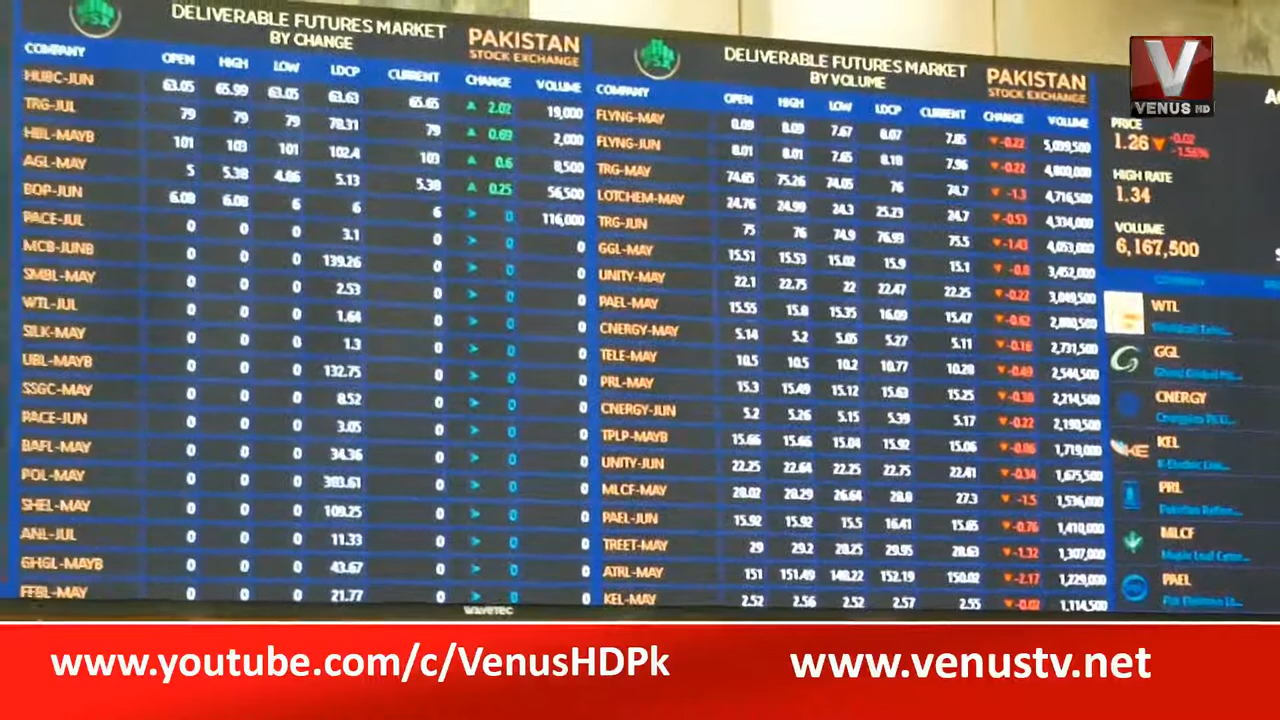 DELIVERABLE FUTURES MARKET
BY CHANGE
PAKISTAN
STOCK EXCHANGE
COMPANY OPEN HIGH LOW LDCP CURRENT CHANGE VOLUME
HUBC-JUN 63.05 65.99 63.05 63.63 65.65 2.02 19,000
TRG-JUL 79 79 79 78.31 79 0.69 2,000
HBL-MAYB 101 103 101 102.4 103 0.6 8,500
AGL-MAY 5 5.38 4.86 5.13 5.38 0.25 56,500
BOP-JUN 6.08 6.08 6 6 6 0 116,000
PACE-JUL 0 0 0 3.1 0 0 0
MCB-JUNB 0 0 0 139.26 0 0 0
SMBL-MAY 0 0 0 2.53 0 0 0
WTL-JUL 0 0 0 1.64 0 0 0
SILK-MAY 0 0 0 1.3 0 0 0
UBL-MAYB 0 0 0 132.75 0 0 0
SSGC-MAY 0 0 0 8.52 0 0 0
PACE-JUN 0 0 0 3.05 0 0 0
BAFL-MAY 0 0 0 34.36 0 0 0
POL-MAY 0 0 0 383.61 0 0 0
SHEL-MAY 0 0 0 109.25 0 0 0
ANL-JUL 0 0 0 11.33 0 0 0
GHGL-MAYB 0 0 0 43.67 0 0 0
FFBL-MAY 0 0 0 21.77 0 0 0
WAVETEC
DELIVERABLE FUTURES MARKET
BY VOLUME
PAKISTAN
STOCK EXCHANGE
COMPANY OPEN HIGH LOW LDCP CURRENT CHANGE VOLUME
FLYNG-MAY 8.09 8.09 7.67 8.07 7.85 -0.22 5,099,500
FLYNG-JUN 8.01 8.01 7.65 8.18 7.96 -0.22 4,800,000
TRG-MAY 74.65 75.26 74.05 76 74.7 -1.3 4,716,500
LOTCHEM-MAY 24.76 24.99 24.3 25.23 24.7 -0.53 4,334,000
TRG-JUN 75 76 74.9 76.93 75.5 -1.43 4,053,000
GGL-MAY 15.51 15.53 15.02 15.9 15.1 -0.8 3,452,000
UNITY-MAY 22.1 22.75 22 22.47 22.25 -0.22 3,049,500
PAEL-MAY 15.55 15.8 15.35 16.09 15.47 -0.62 2,880,500
CNERGY-MAY 5.14 5.2 5.05 5.27 5.11 -0.16 2,731,500
TELE-MAY 10.5 10.5 10.2 10.77 10.28 -0.49 2,544,500
PRL-MAY 15.3 15.49 15.12 15.63 15.25 -0.38 2,214,500
CNERGY-JUN 5.2 5.26 5.15 5.39 5.17 -0.22 2,190,500
TPLP-MAYB 15.66 15.66 15.04 15.92 15.06 -0.86 1,719,000
UNITY-JUN 22.25 22.64 22.25 22.75 22.41 -0.34 1,675,500
MLCF-MAY 28.02 28.29 26.64 28.8 27.3 -1.5 1,536,000
PAEL-JUN 15.92 15.92 15.5 16.41 15.65 -0.76 1,410,000
TREET-MAY 29 29.2 28.25 29.95 28.63 -1.32 1,307,000
ATRL-MAY 151 151.49 148.22 152.19 150.02 -2.17 1,229,000
KEL-MAY 2.52 2.56 2.52 2.57 2.55 -0.02 1,114,500
VENUS HD
PRICE
1.26 -0.02
-1.56%
HIGH RATE
1.34
VOLUME
6,167,500
WTL
GGL
CNERGY
KEL
PRL
MLCF
PAEL
www.youtube.com/c/VenusHDPk www.venustv.net